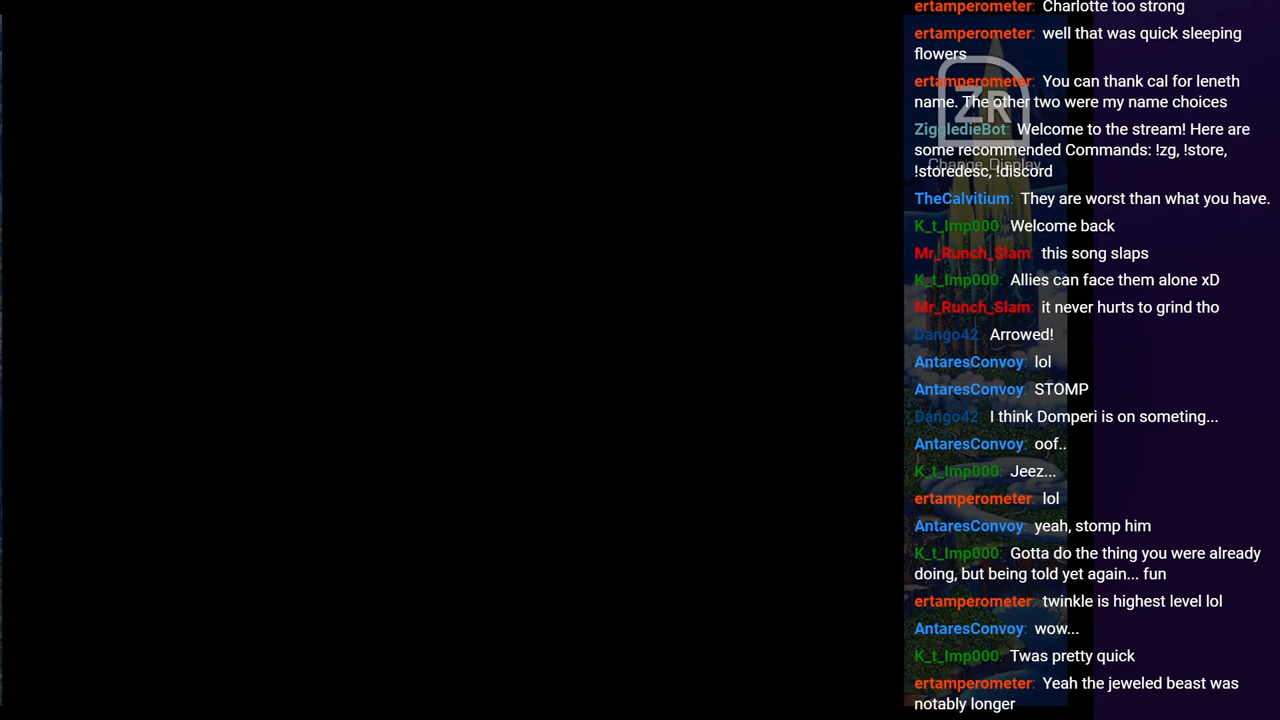 ertamperometer: Charlotte too strong
ertamperometer: well that was quick sleeping
flowers
ertamperometer: You can thank cal for leneth
name. The other two were my name choices
ZiggledieBot: Welcome to the stream! Here are
some recommended Commands: !zg, !store,
!storedesc, !discord
ZR
Change Display
TheCalvitium: They are worst than what you have.
K_t_Imp000: Welcome back
Mr_Runch_Slam: this song slaps
K_t_Imp000: Allies can face them alone xD
Mr_Runch_Slam: it never hurts to grind tho
Dango42: Arrowed!
AntaresConvoy: lol
AntaresConvoy: STOMP
Dango42: I think Domperi is on someting...
AntaresConvoy: oof..
K_t_Imp000: Jeez...
ertamperometer: lol
AntaresConvoy: yeah, stomp him
K_t_Imp000: Gotta do the thing you were already
doing, but being told yet again... fun
ertamperometer: twinkle is highest level lol
AntaresConvoy: wow...
K_t_Imp000: Twas pretty quick
ertamperometer: Yeah the jeweled beast was
notably longer